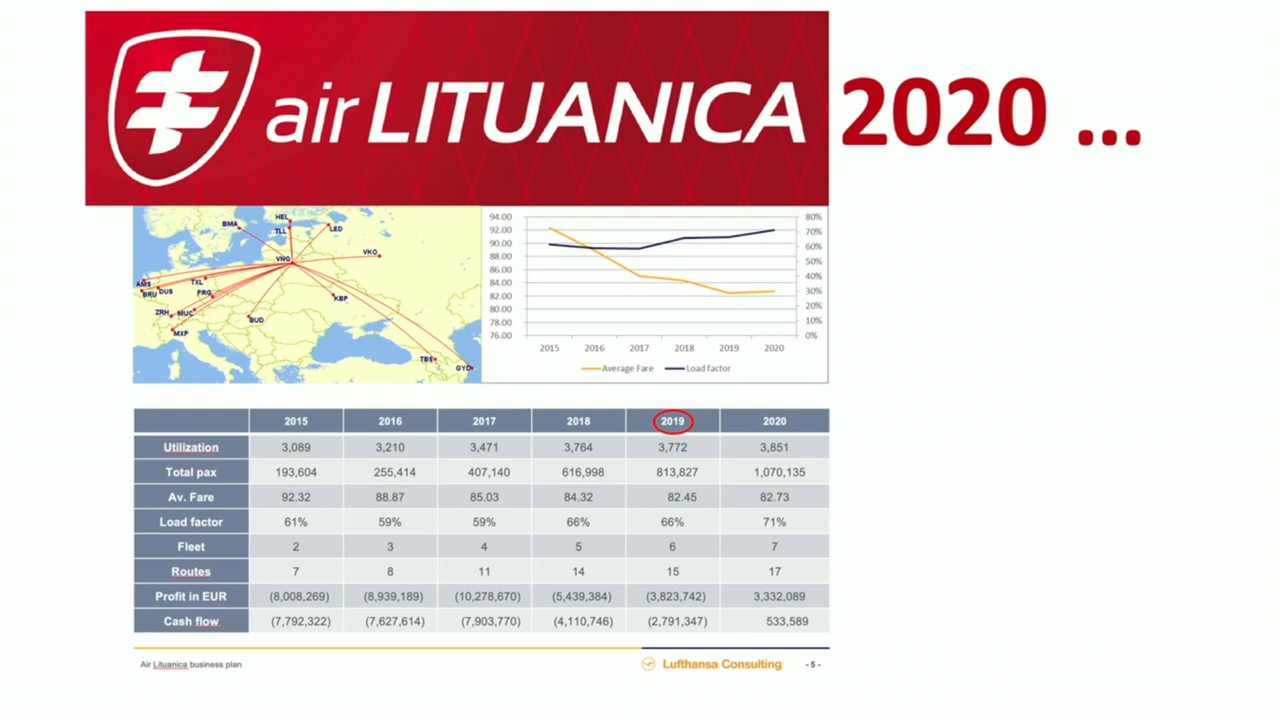 air LITUANICA 2020 ...
HEL
BMA
TLL
LED
VNO
VKO
AMS
TXL
BRU
DUS
PRG
KBP
ZRH
MUC
BUD
MXP
TBS
GYD
94.00 80%
92.00 70%
90.00 60%
88.00 50%
86.00 40%
84.00 30%
82.00 20%
80.00 10%
78.00 0%
76.00
2015 2016 2017 2018 2019 2020
Average Fare Load factor
2015 2016 2017 2018 2019 2020
Utilization 3,089 3,210 3,471 3,764 3,772 3,851
Total pax 193,604 255,414 407,140 616,998 813,827 1,070,135
Av. Fare 92.32 88.87 85.03 84.32 82.45 82.73
Load factor 61% 59% 59% 66% 66% 71%
Fleet 2 3 4 5 6 7
Routes 7 8 11 14 15 17
Profit in EUR (8,008,269) (8,939,189) (10,278,670) (5,439,384) (3,823,742) 3,332,089
Cash flow (7,792,322) (7,627,614) (7,903,770) (4,110,746) (2,791,347) 533,589
Air Lituanica business plan Lufthansa Consulting - 5 -